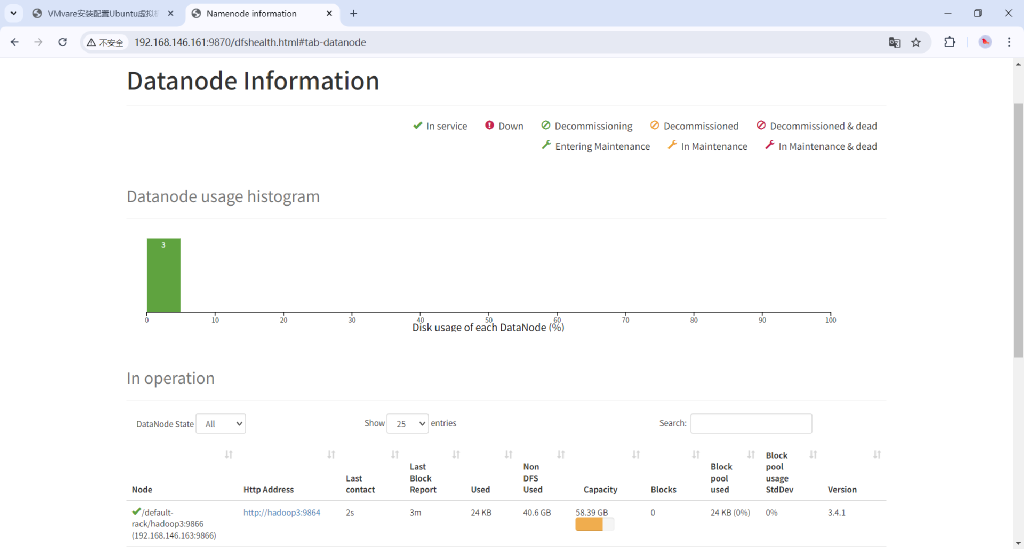 VMvare安装配置Ubuntu虚拟
Namenode information
不安全
192.168.146.161:9870/dfshealth.html#tab-datanode
Datanode Information
In service
Down
Decommissioning
Decommissioned
Decommissioned & dead
Entering Maintenance
In Maintenance
In Maintenance & dead
Datanode usage histogram
3
0 10 20 30 40 50 60 70 80 90 100
Disk usage of each DataNode (%)
In operation
DataNode State All
Show 25 entries
Search:
Node
Http Address
Last contact
Last Block Report
Used
Non DFS Used
Capacity
Blocks
Block pool used
Block pool usage StdDev
Version
/default-
rack/hadoop3:9866
(192.168.146.163:9866)
http://hadoop3:9864
2s
3m
24 KB
40.6 GB
58.39 GB
0
24 KB (0%)
0%
3.4.1